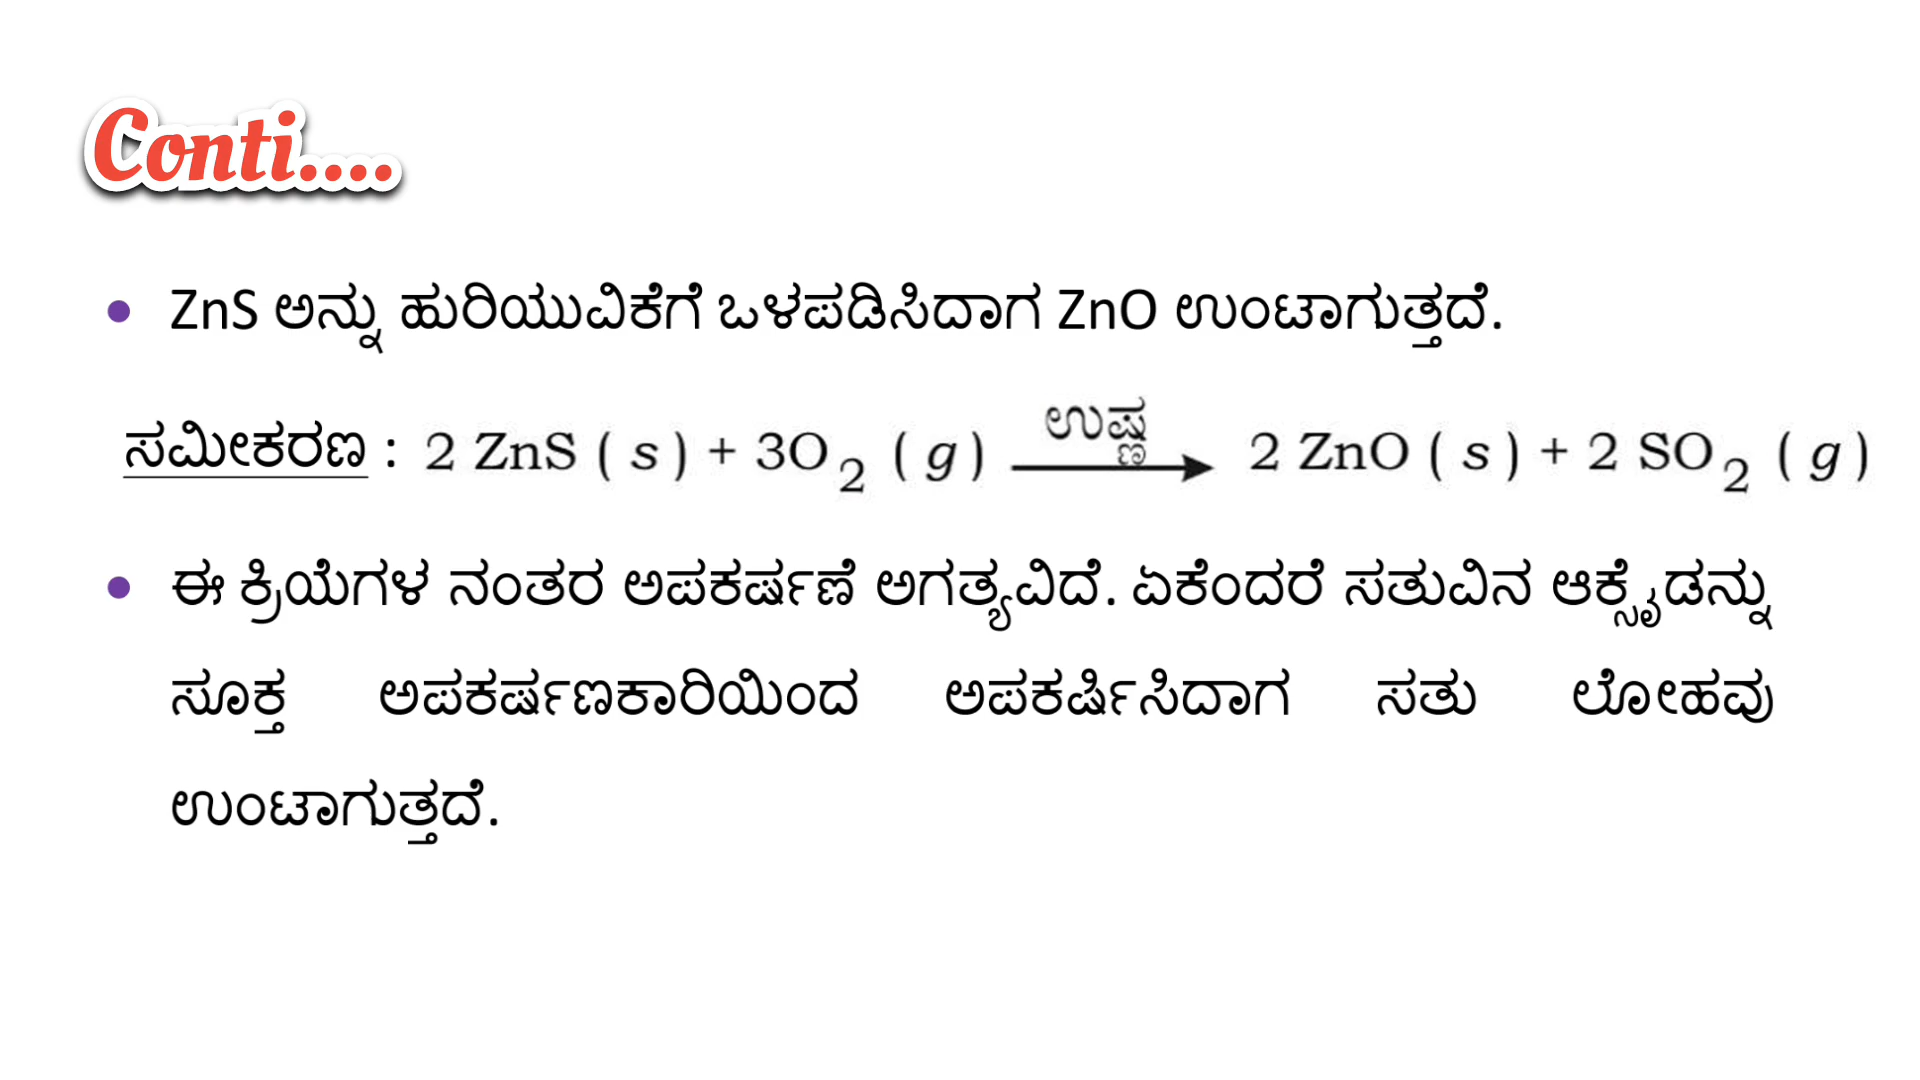 Conti....
• ZnS ಅನ್ನು ಹುರಿಯುವಿಕೆಗೆ ಒಳಪಡಿಸಿದಾಗ ZnO ಉಂಟಾಗುತ್ತದೆ.
ಸಮೀಕರಣ : 2 ZnS ( s ) + 3O₂ ( g ) ಉಷ್ಣ → 2 ZnO ( s ) + 2 SO₂ ( g )
• ಈ ಕ್ರಿಯೆಗಳ ನಂತರ ಅಪಕರ್ಷಣೆ ಅಗತ್ಯವಿದೆ. ಏಕೆಂದರೆ ಸತುವಿನ ಆಕ್ಸೈಡನ್ನು
ಸೂಕ್ತ ಅಪಕರ್ಷಣಕಾರಿಯಿಂದ ಅಪಕರ್ಷಿಸಿದಾಗ ಸತು ಲೋಹವು
ಉಂಟಾಗುತ್ತದೆ.